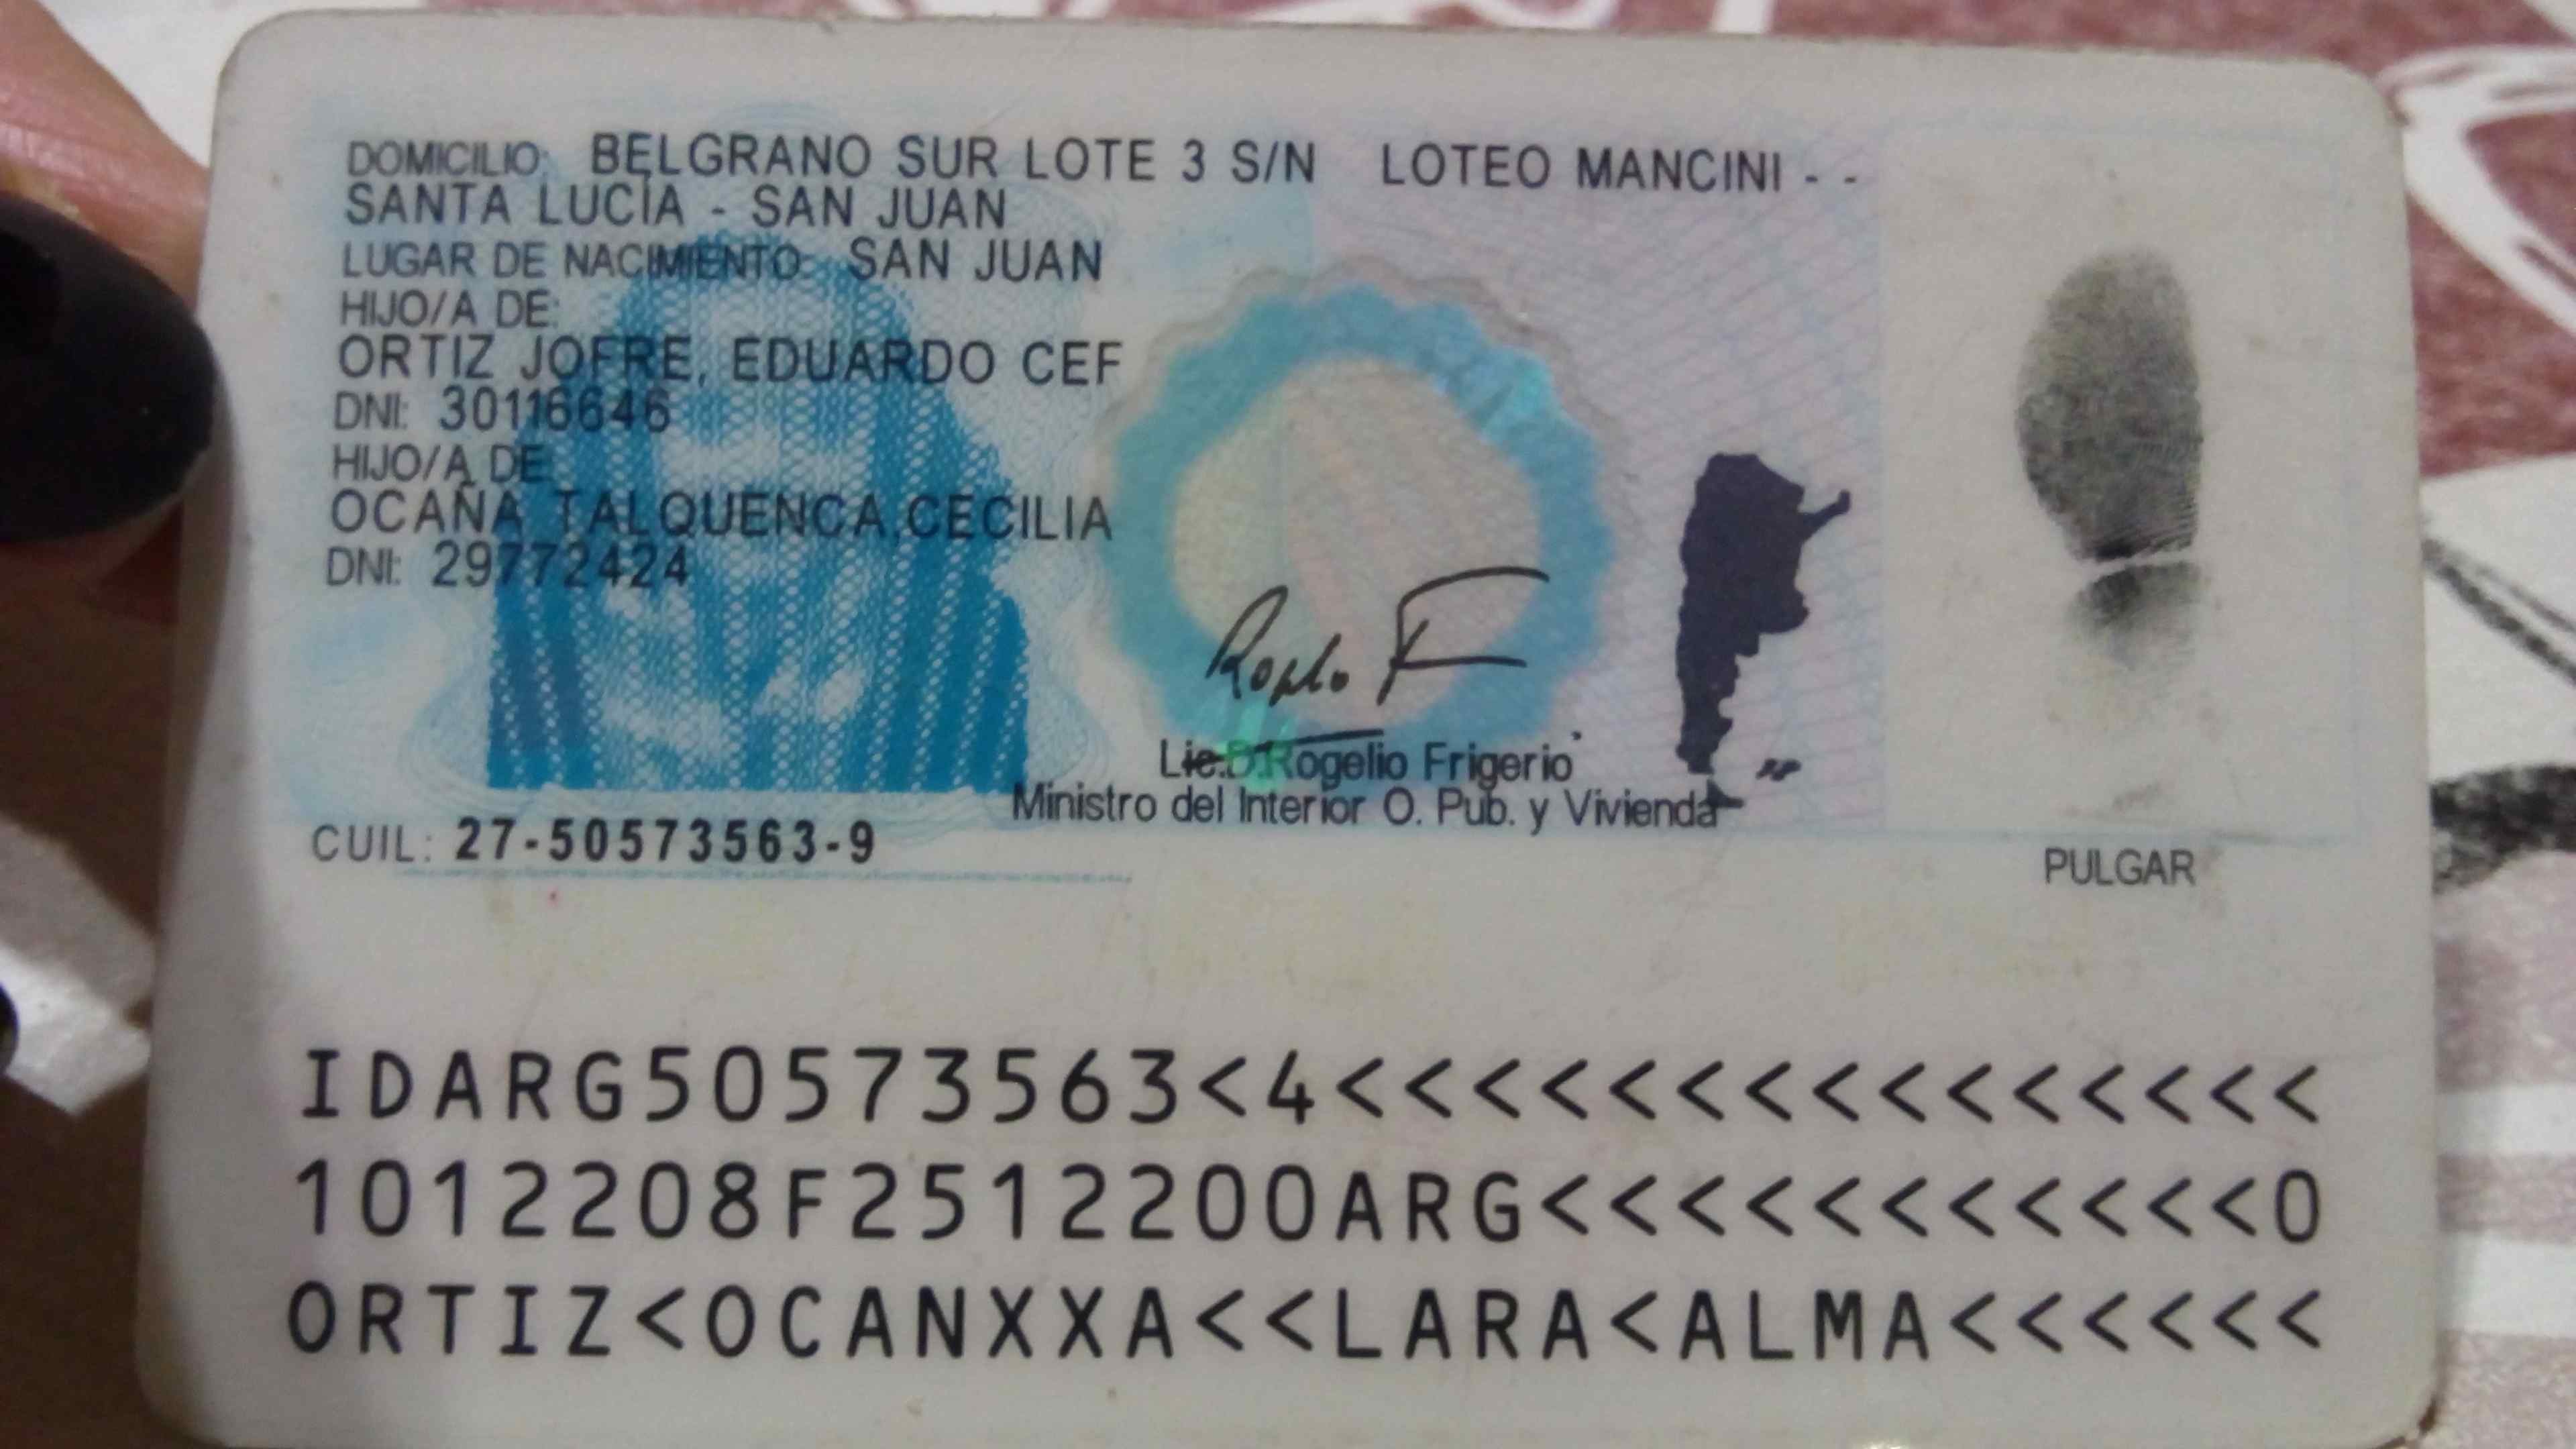 DOMICILIO: BELGRANO SUR LOTE 3 S/N LOTEO MANCINI - -
SANTA LUCÍA - SAN JUAN
LUGAR DE NACIMIENTO: SAN JUAN
HIJO/A DE:
ORTIZ JOFRE, EDUARDO CEF
DNI: 30116646
HIJO/A DE:
OCAÑA TALQUENCA, CECILIA
DNI: 29772424
Lic. D. Rogelio Frigerio
Ministro del Interior O. Pub. y Vivienda
CUIL: 27-50573563-9
PULGAR
IDARG50573563<4<<<<<<<<<<<<<<<
1012208F2512200ARG<<<<<<<<<<<0
ORTIZ<OCANXXA<<LARA<ALMA<<<<<<